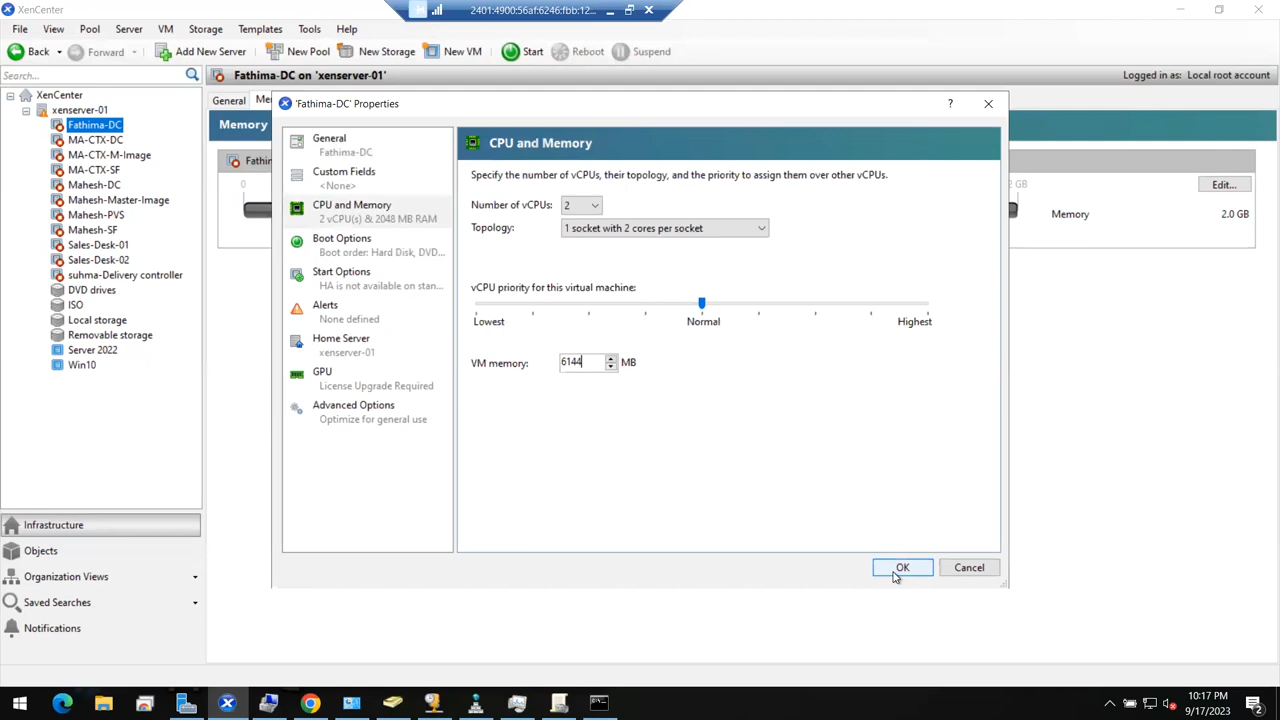 XenCenter
2401:4900:56af:6246:fbb:12...
File View Pool Server VM Storage Templates Tools Help
Back Forward Add New Server New Pool New Storage New VM Start Reboot Suspend
Search...
Fathima-DC on 'xenserver-01'
Logged in as: Local root account
XenCenter
xenserver-01
Fathima-DC
MA-CTX-DC
MA-CTX-M-Image
MA-CTX-SF
Mahesh-DC
Mahesh-Master-Image
Mahesh-PVS
Mahesh-SF
Sales-Desk-01
Sales-Desk-02
suhma-Delivery controller
DVD drives
ISO
Local storage
Removable storage
Server 2022
Win10
Infrastructure
Objects
Organization Views
Saved Searches
Notifications
General
Memory
0
Edit...
Memory
2.0 GB
'Fathima-DC' Properties
?
General
Fathima-DC
Custom Fields
<None>
CPU and Memory
2 vCPU(s) & 2048 MB RAM
Boot Options
Boot order: Hard Disk, DVD...
Start Options
HA is not available on stan...
Alerts
None defined
Home Server
xenserver-01
GPU
License Upgrade Required
Advanced Options
Optimize for general use
CPU and Memory
Specify the number of vCPUs, their topology, and the priority to assign them over other vCPUs.
Number of vCPUs: 2
Topology: 1 socket with 2 cores per socket
vCPU priority for this virtual machine:
Lowest Normal Highest
VM memory: 6144 MB
OK Cancel
10:17 PM
9/17/2023
2